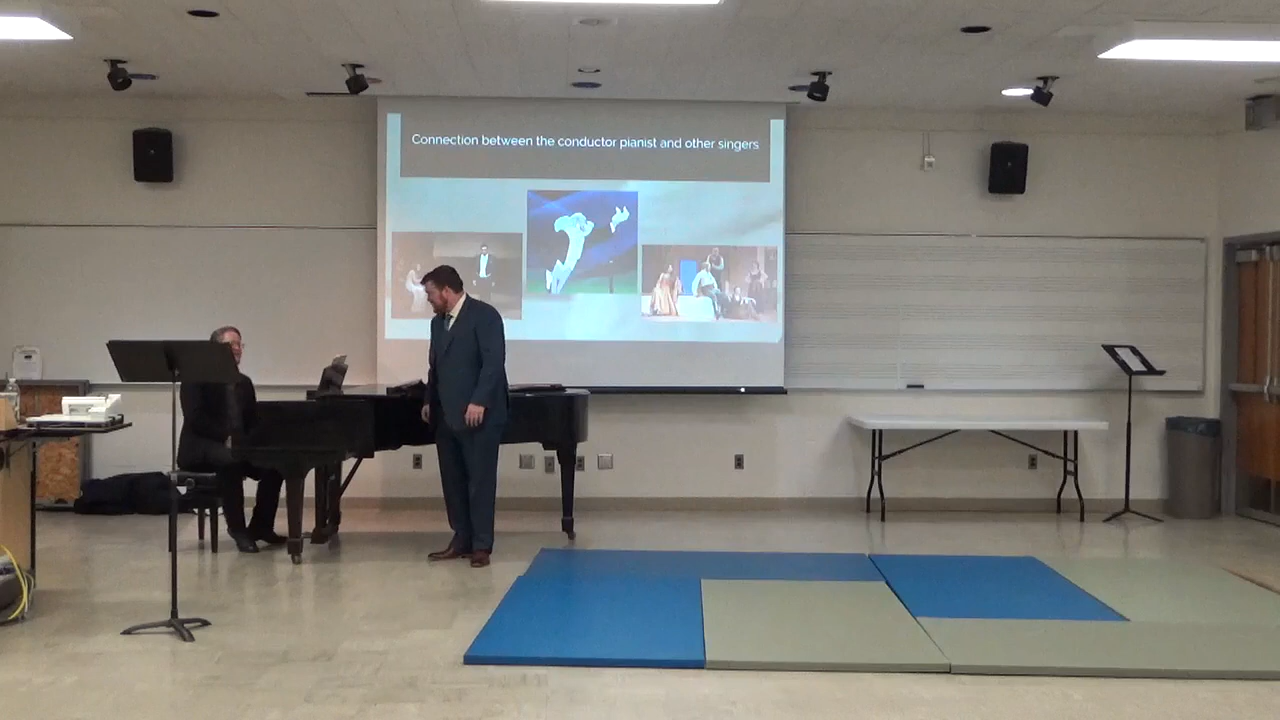 Connection between the conductor pianist and other singers